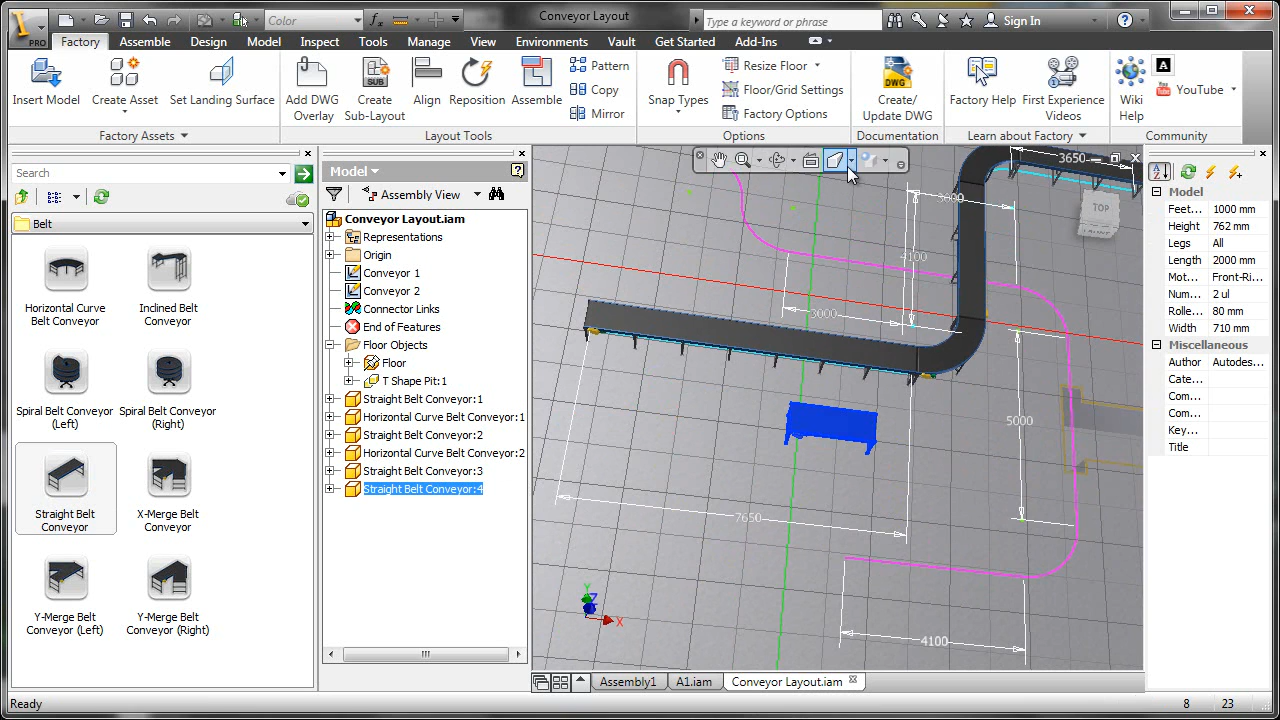 Color
Conveyor Layout
Type a keyword or phrase
Sign In
PRO
Factory
Assemble
Design
Model
Inspect
Tools
Manage
View
Environments
Vault
Get Started
Add-Ins
Insert Model
Create Asset
Set Landing Surface
Add DWG Overlay
SUB
Create Sub-Layout
Align
Reposition
Assemble
Pattern
Copy
Mirror
Snap Types
Resize Floor
Floor/Grid Settings
Factory Options
DWG
Create/ Update DWG
Factory Help
First Experience Videos
Wiki Help
A
YouTube
Factory Assets
Layout Tools
Options
Documentation
Learn about Factory
Community
Search
Belt
Horizontal Curve Belt Conveyor
Inclined Belt Conveyor
Spiral Belt Conveyor (Left)
Spiral Belt Conveyor (Right)
Straight Belt Conveyor
X-Merge Belt Conveyor
Y-Merge Belt Conveyor (Left)
Y-Merge Belt Conveyor (Right)
Model
Assembly View
Conveyor Layout.iam
Representations
Origin
Conveyor 1
Conveyor 2
Connector Links
End of Features
Floor Objects
Floor
T Shape Pit:1
Straight Belt Conveyor:1
Horizontal Curve Belt Conveyor:1
Straight Belt Conveyor:2
Horizontal Curve Belt Conveyor:2
Straight Belt Conveyor:3
Straight Belt Conveyor:4
3650
3000
TOP
4100
3000
5000
7650
4100
Y
Z
X
Model
Feet... 1000 mm
Height 762 mm
Legs All
Length 2000 mm
Mot... Front-Ri...
Num... 2 ul
Rolle... 80 mm
Width 710 mm
Miscellaneous
Author Autodes...
Cate...
Com...
Com...
Key...
Title
Assembly1
A1.iam
Conveyor Layout.iam
Ready
8
23